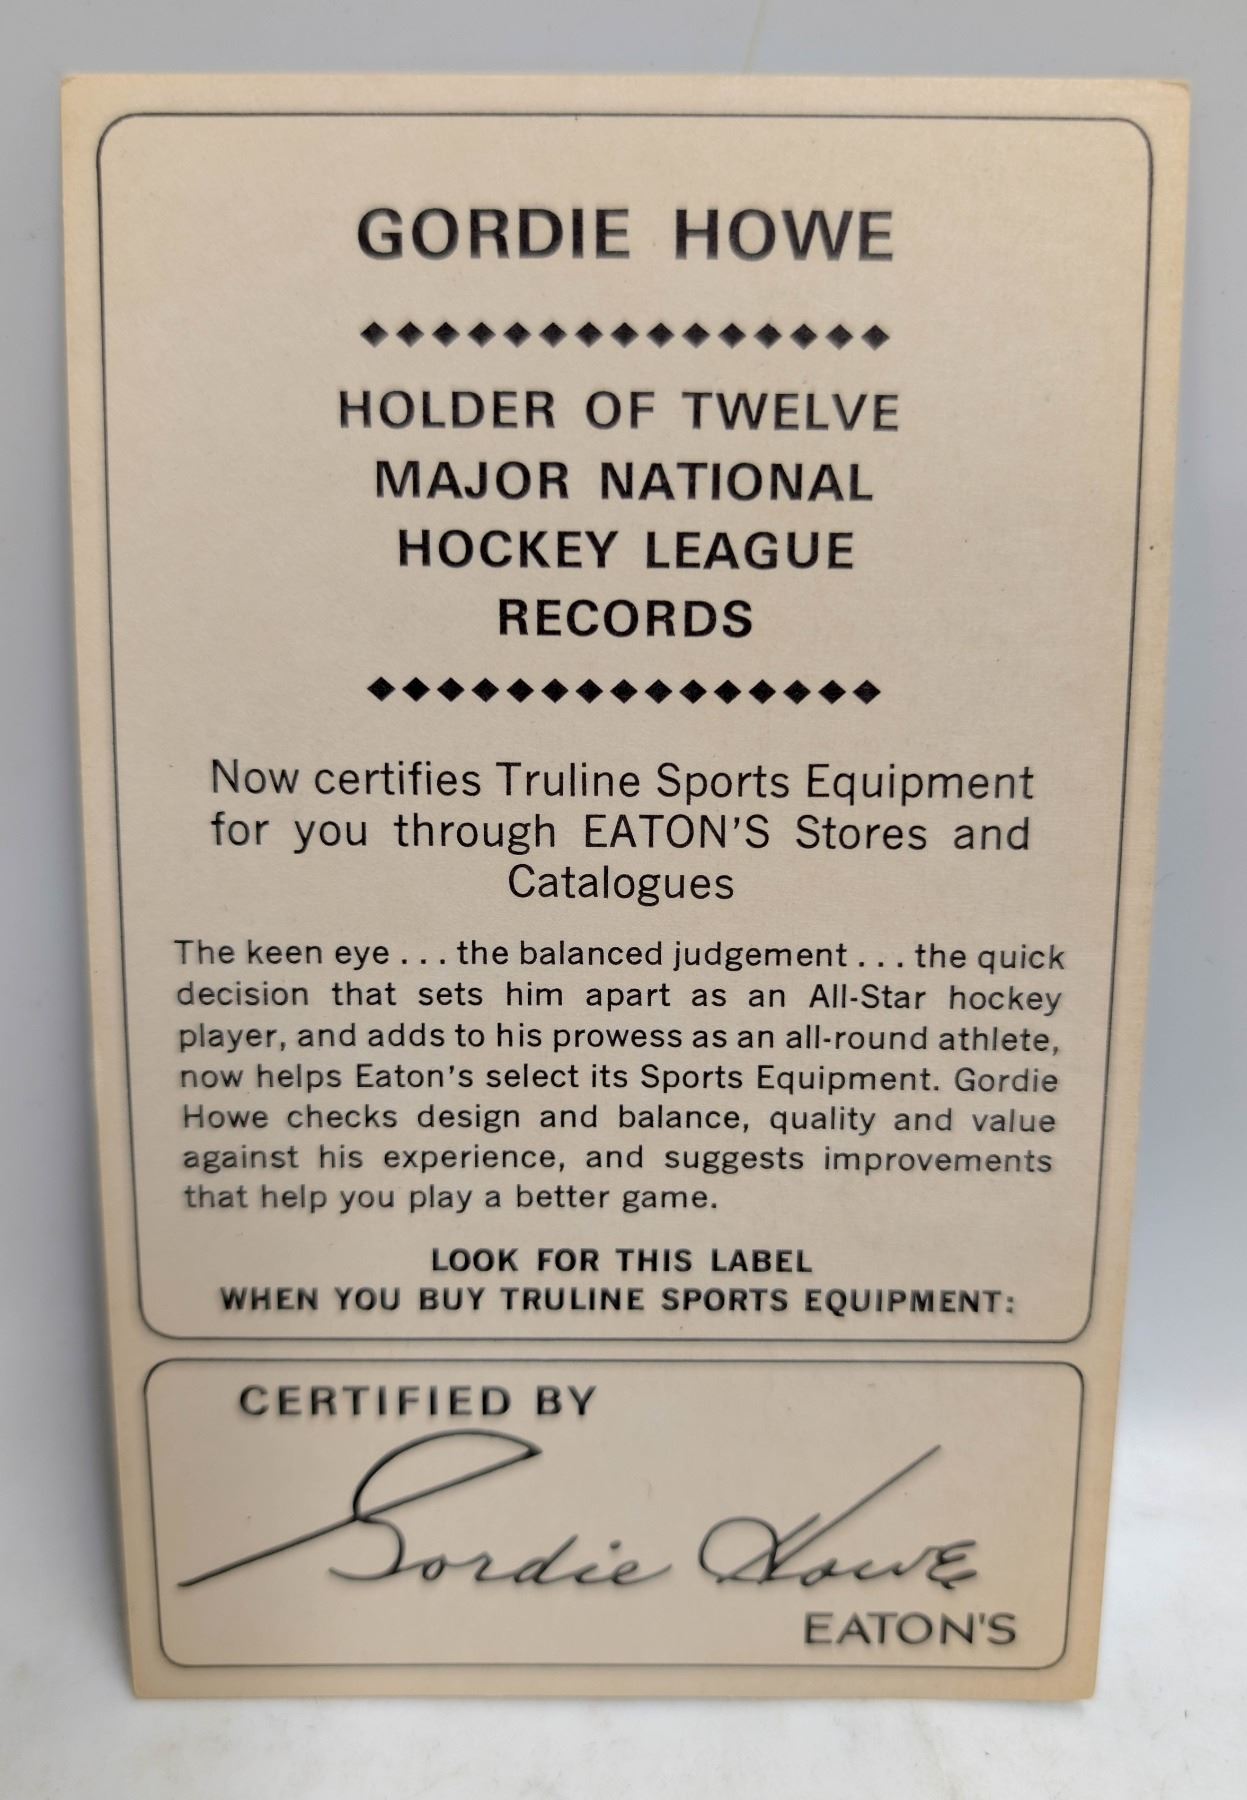 GORDIE HOWE
HOLDER OF TWELVE
MAJOR NATIONAL
HOCKEY LEAGUE
RECORDS
Now certifies Truline Sports Equipment
for you through EATON'S Stores and
Catalogues
The keen eye . . . the balanced judgement . . . the quick
decision that sets him apart as an All-Star hockey
player, and adds to his prowess as an all-round athlete,
now helps Eaton's select its Sports Equipment. Gordie
Howe checks design and balance, quality and value
against his experience, and suggests improvements
that help you play a better game.
LOOK FOR THIS LABEL
WHEN YOU BUY TRULINE SPORTS EQUIPMENT:
CERTIFIED BY
Gordie Howe
EATON'S